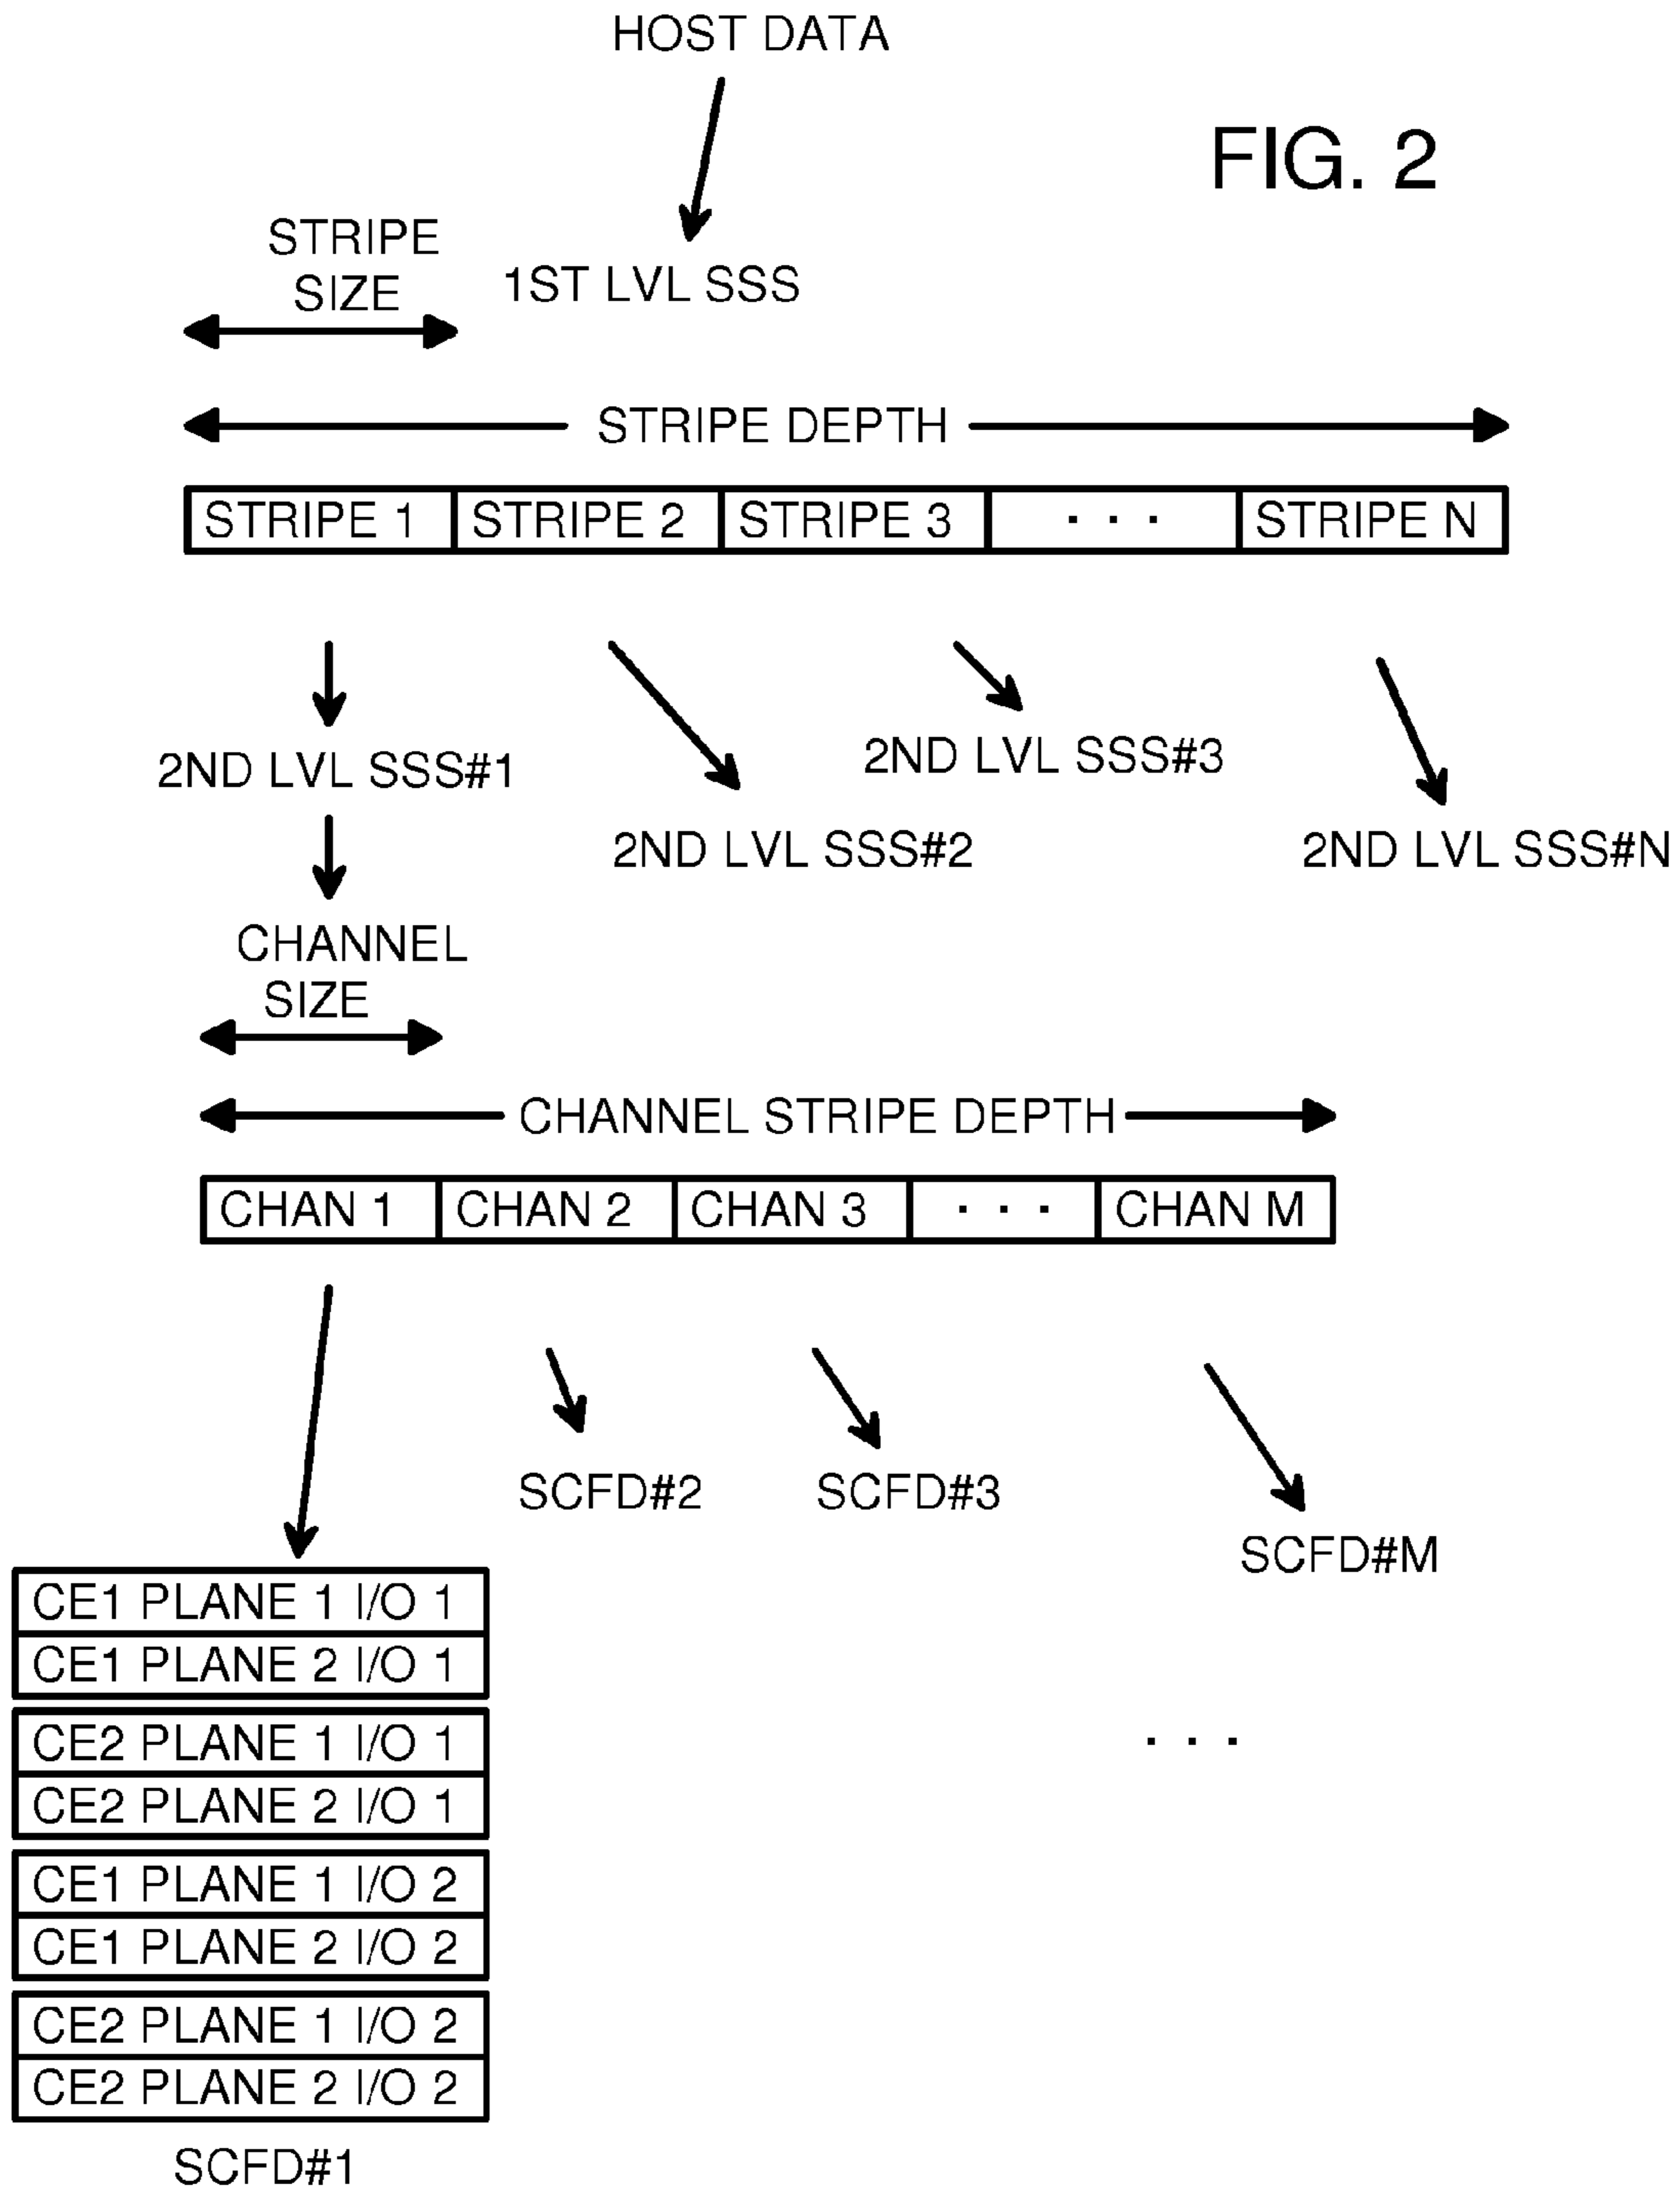 HOST DATA
FIG. 2
STRIPE
SIZE
1ST LVL SSS
STRIPE DEPTH
STRIPE 1 STRIPE 2 STRIPE 3 . . . STRIPE N
2ND LVL SSS#1
2ND LVL SSS#2
2ND LVL SSS#3
2ND LVL SSS#N
CHANNEL
SIZE
CHANNEL STRIPE DEPTH
CHAN 1 CHAN 2 CHAN 3 . . . CHAN M
SCFD#2
SCFD#3
SCFD#M
CE1 PLANE 1 I/O 1
CE1 PLANE 2 I/O 1
CE2 PLANE 1 I/O 1
CE2 PLANE 2 I/O 1
. . .
CE1 PLANE 1 I/O 2
CE1 PLANE 2 I/O 2
CE2 PLANE 1 I/O 2
CE2 PLANE 2 I/O 2
SCFD#1